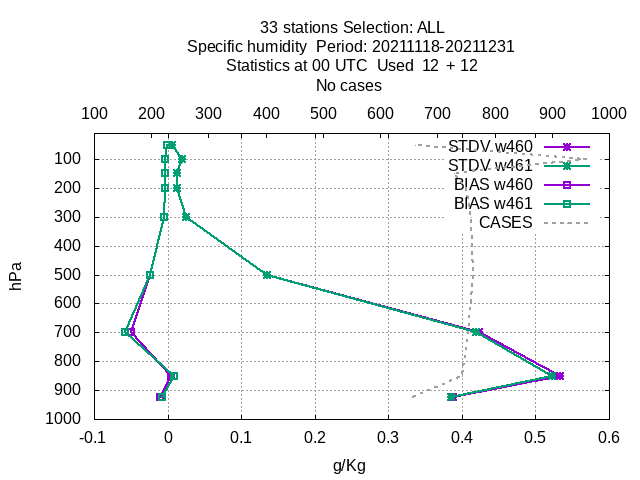 33 stations Selection: ALL
Specific humidity  Period: 20211118-20211231
Statistics at 00 UTC  Used  12  + 12
No cases
100 200 300 400 500 600 700 800 900 1000
STDV w460
STDV w461
BIAS w460
BIAS w461
CASES
hPa
100
200
300
400
500
600
700
800
900
1000
-0.1 0 0.1 0.2 0.3 0.4 0.5 0.6
g/Kg